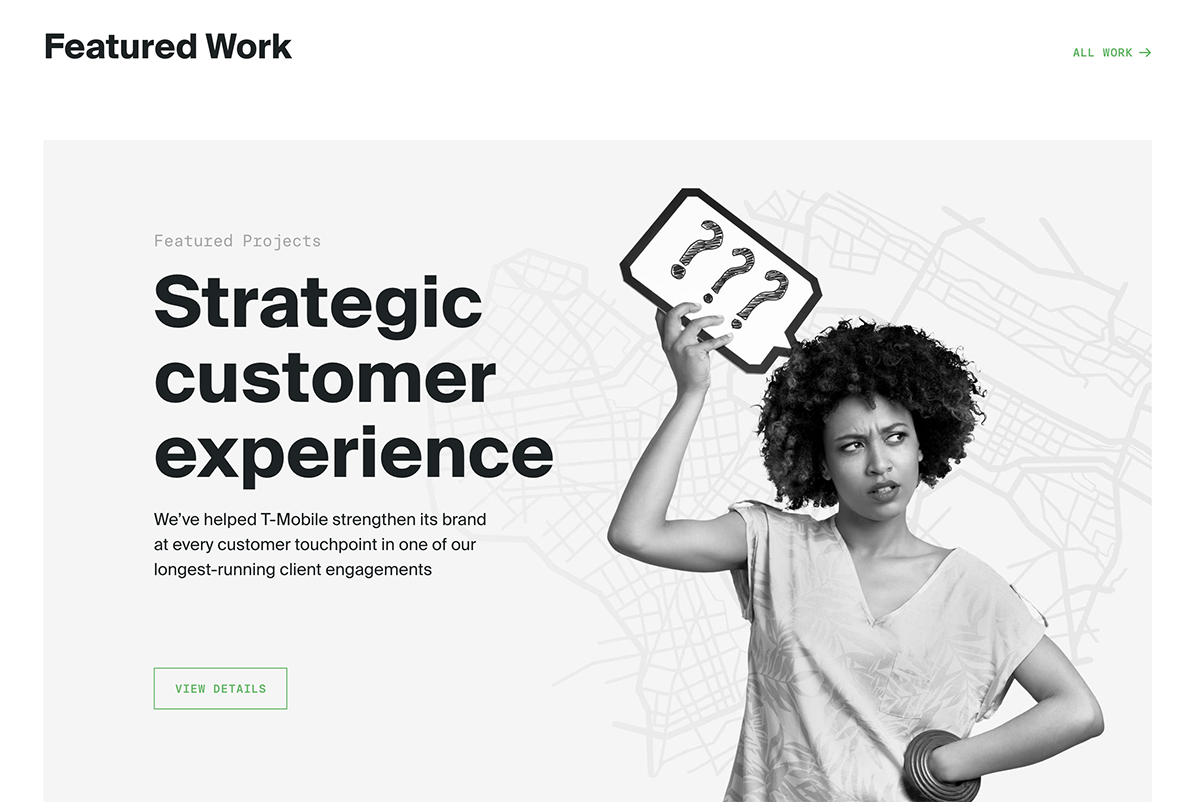 Featured Work
ALL WORK →
Featured Projects
Strategic
customer
experience
We’ve helped T-Mobile strengthen its brand
at every customer touchpoint in one of our
longest-running client engagements
VIEW DETAILS
???